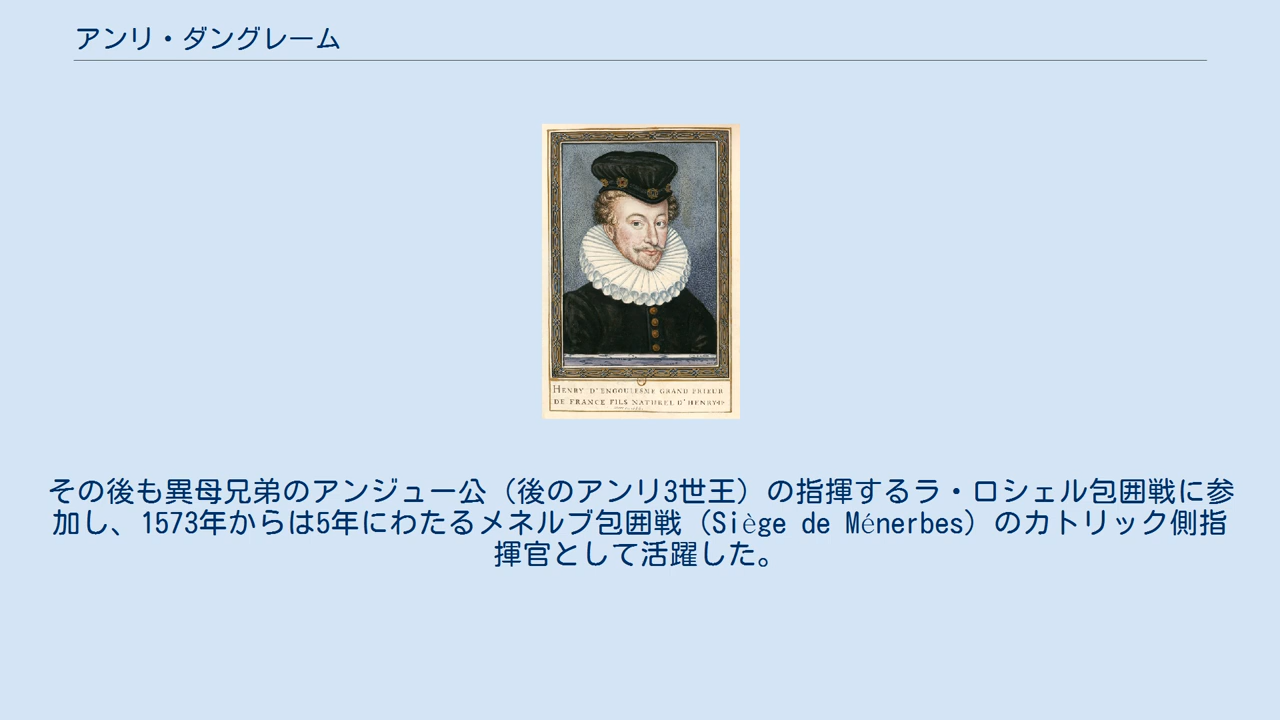 アンリ・ダングレーム
HENRY D'ENGOULESME GRAND PRIEUR
DE FRANCE FILS NATUREL D'HENRY
その後も異母兄弟のアンジュー公（後のアンリ3世王）の指揮するラ・ロシェル包囲戦に参
加し、1573年からは5年にわたるメネルブ包囲戦（Siège de Ménerbes）のカトリック側指
揮官として活躍した。